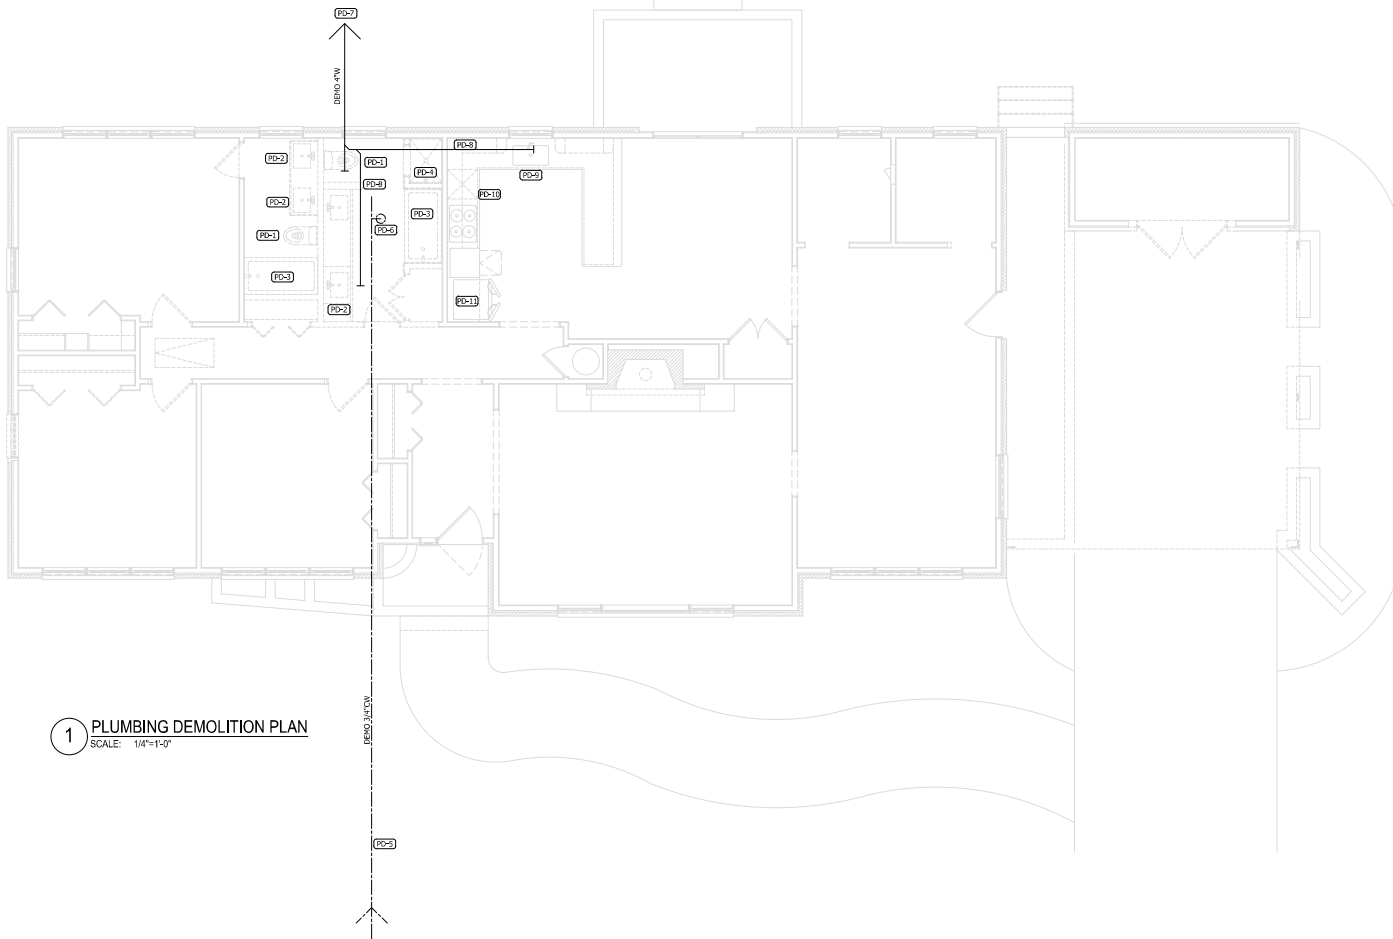 PD-7
DEMO 4"W
PD-8
PD-2
PD-1
PD-4
PD-9
PD-8
PD-10
PD-2
PD-3
PD-6
PD-1
PD-3
PD-11
PD-2
DEMO 3/4"CW
1
PLUMBING DEMOLITION PLAN
SCALE: 1/4"=1'-0"
PD-5